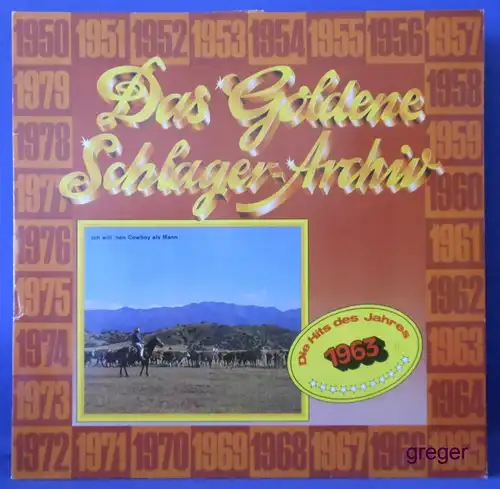 1950 1951 1952 1953 1954 1955 1956 1957
1979 1958
1978 1959
1977 1960
1976 1961
1975 1962
1974 1963
1973 1964
1972 1971 1970 1969 1968 1967 1966 1965
Das Goldene
Schlager-Archiv
Ich will 'nen Cowboy als Mann
Die Hits des Jahres
1963
greger